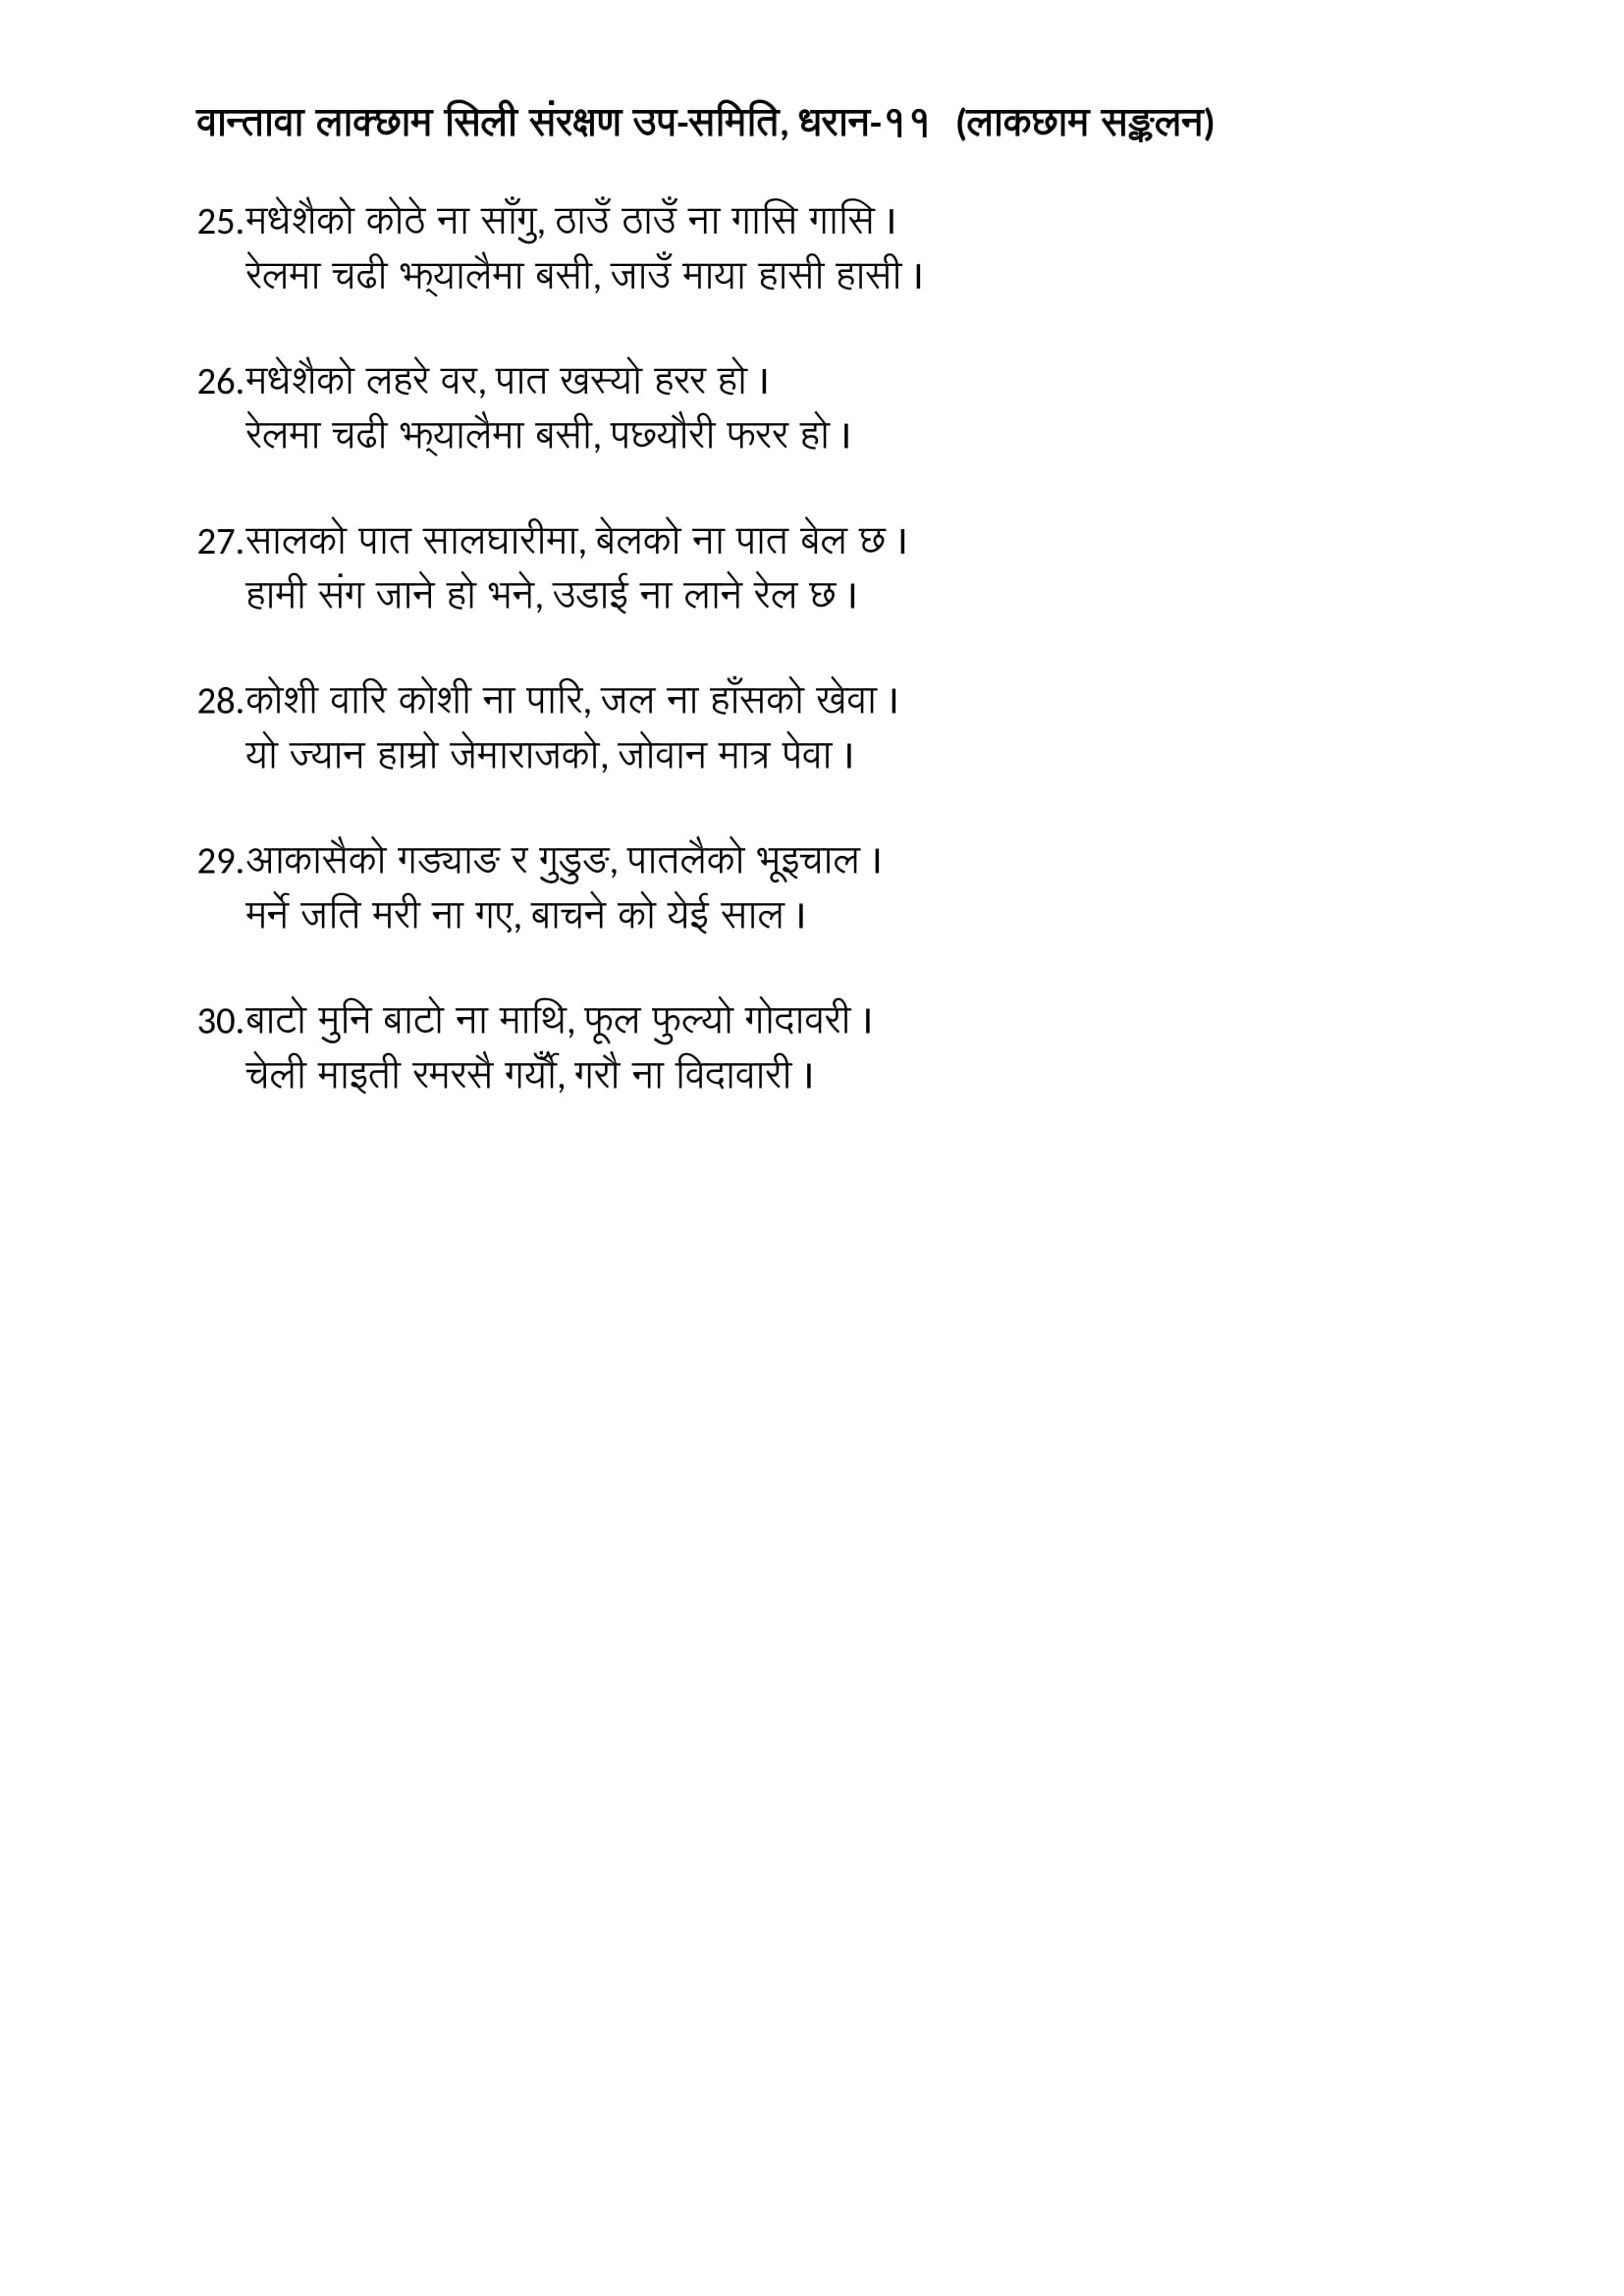 वान्तावा लाक्छाम सिली संरक्षण उप-समिति, धरान-११ (लाकछाम सङ्कलन)
25.मधेशैको कोठे ना साँगु, ठाउँ ठाउँ ना गासि गासि ।
रेलमा चढी भ्यालैमा बसी, जाउँ माया हासी हासी ।
26.मधेशैको लहरे वर, पात खस्यो हरर हो ।
रेलमा चढी भ्यालैमा बसी, पछ्यौरी फरर हो ।
27.सालको पात सालघारीमा, बेलको ना पात बेल छ ।
हामी संग जाने हो भने, उडाई ना लाने रेल छ ।
28.कोशी वारि कोशी ना पारि, जल ना हाँसको खेवा ।
यो ज्यान हाम्रो जेमाराजको, जोवान मात्र पेवा ।
29.आकासैको गड्याङ र गुडुङ, पातलैको भूइचाल ।
मर्ने जति मरी ना गए, बाचने को येई साल ।
30.बाटो मुनि बाटो ना माथि, फूल फुल्यो गोदावरी ।
चेली माइती रमरसै गर्यौँ, गरौ ना विदावारी ।